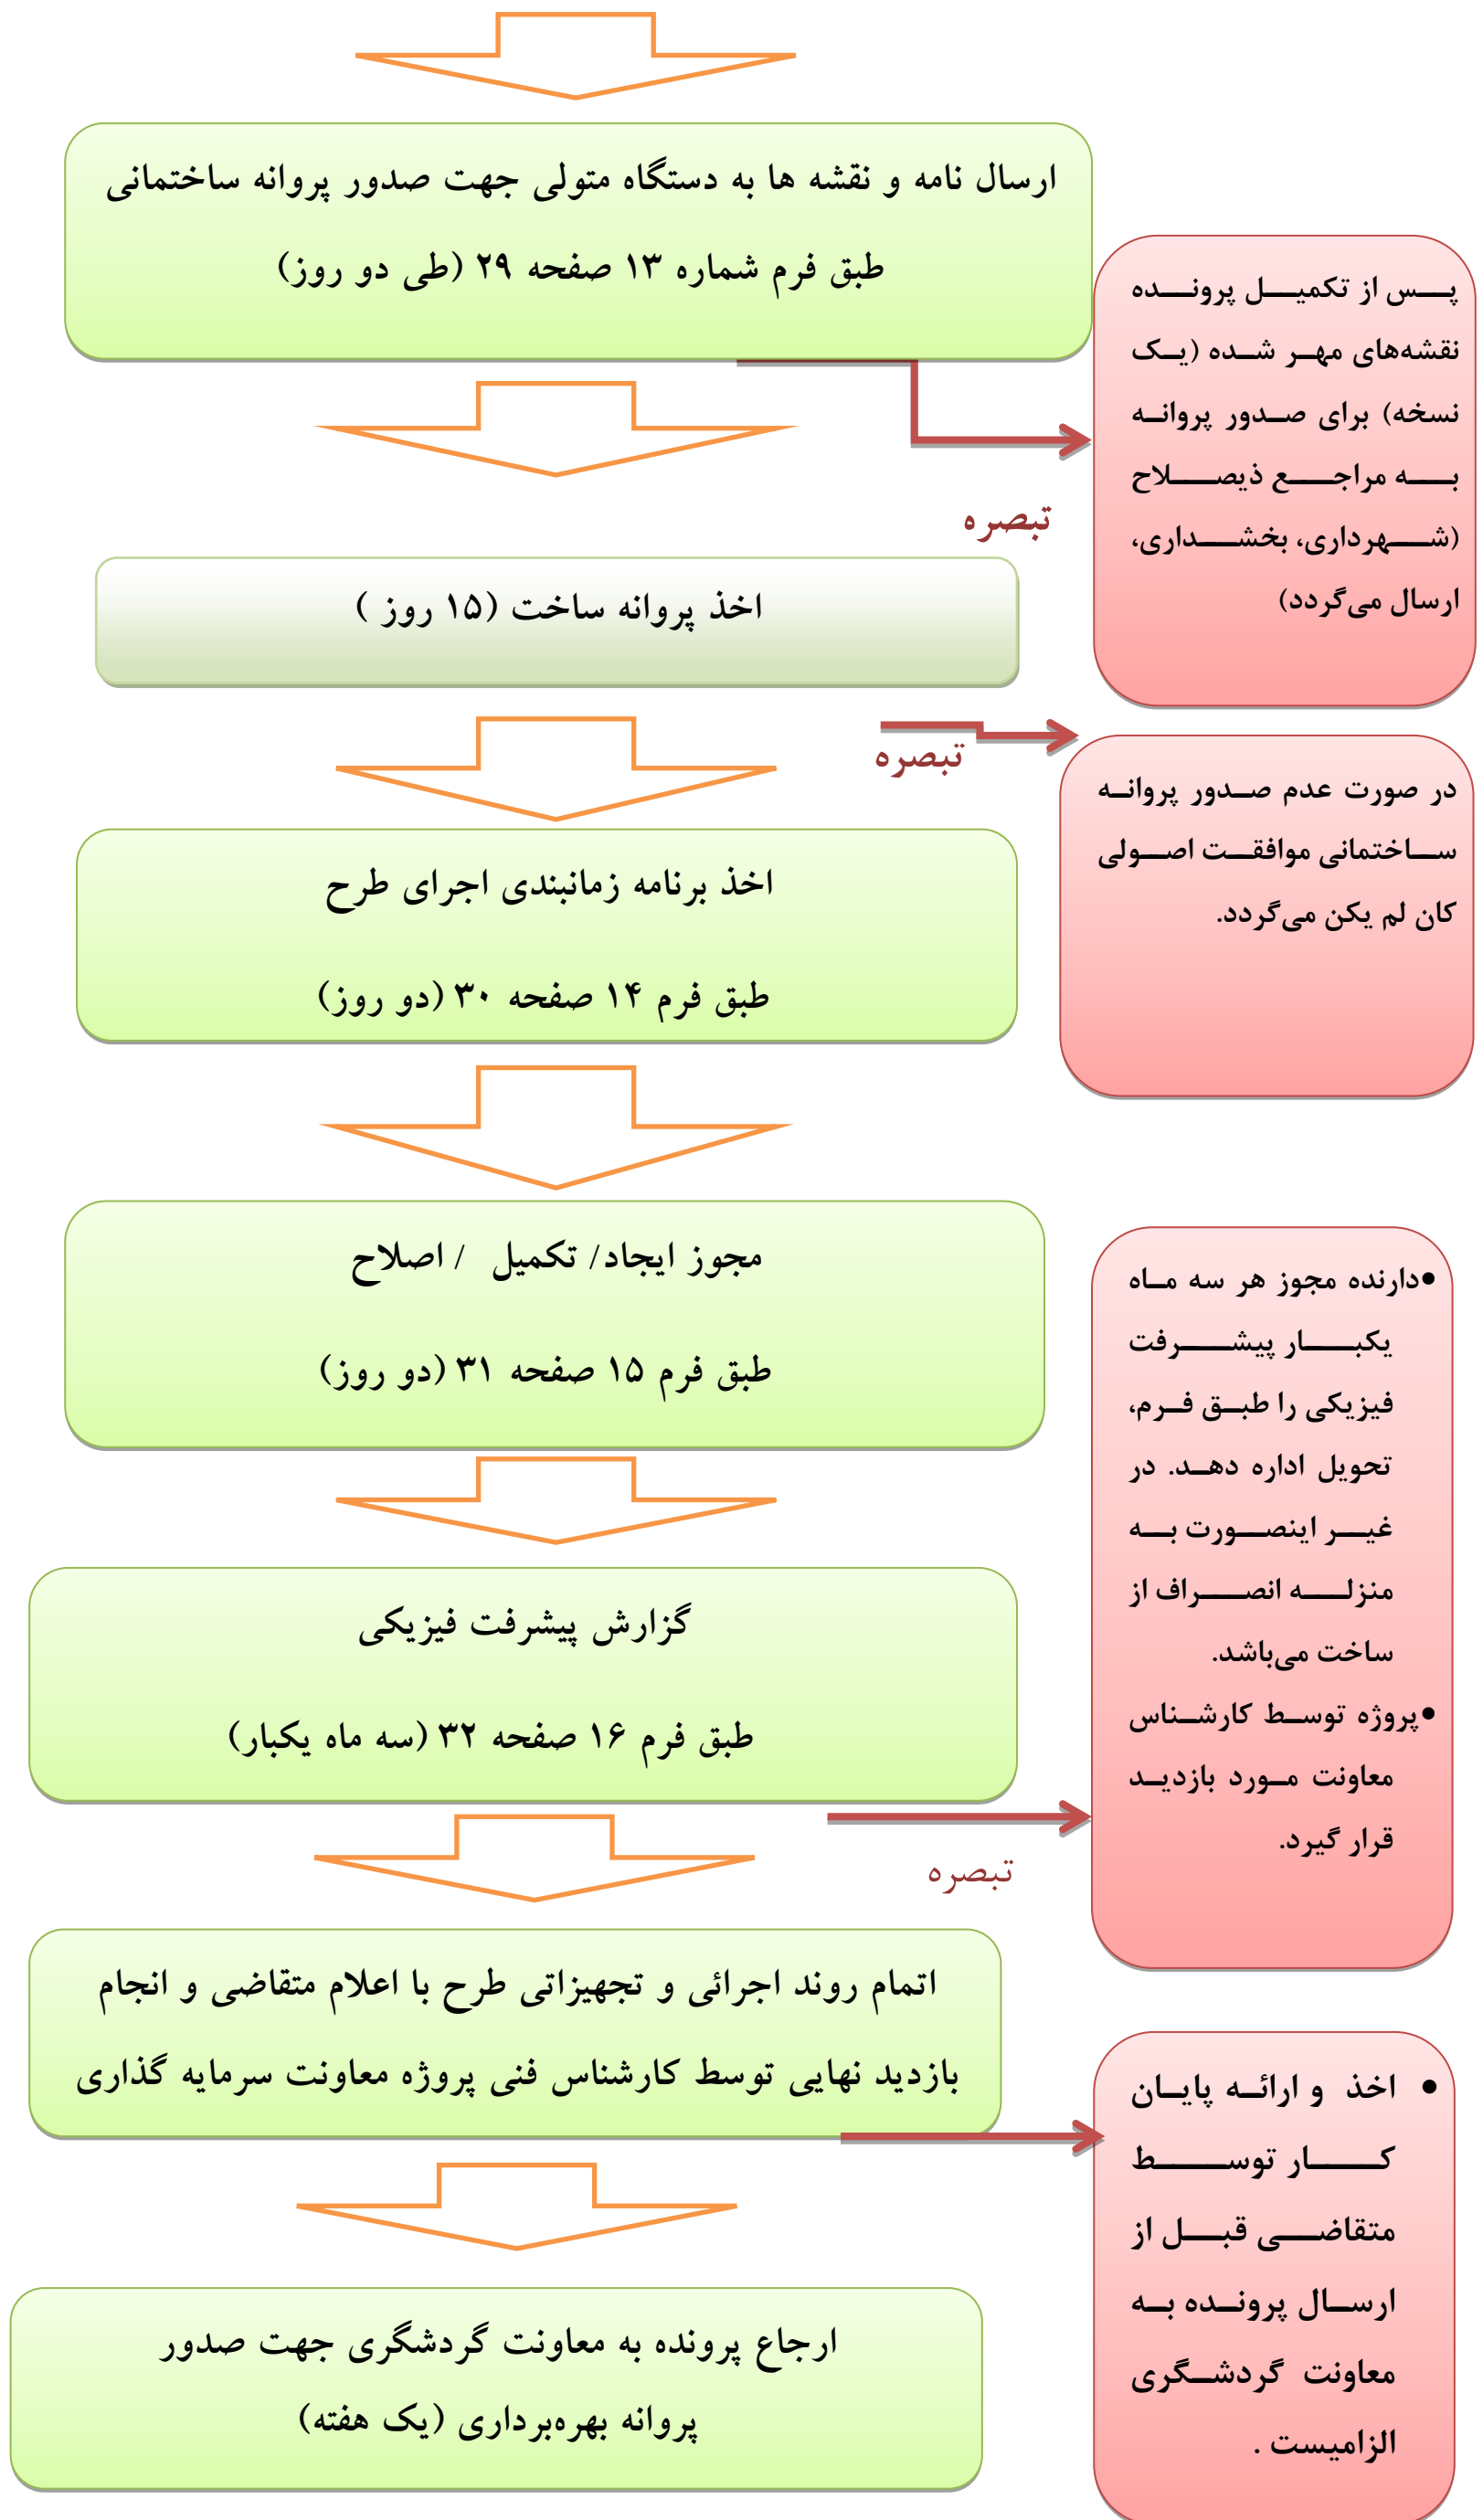 ارسال نامه و نقشه ها به دستگاه متولی جهت صدور پروانه ساختمانی
طبق فرم شماره ۱۳ صفحه ۲۹ (طی دو روز)
پس از تکمیل پرونده
نقشه‌های مهر شده (یک
نسخه) برای صدور پروانه
به مراجع ذیصلاح
(شهرداری، بخشداری،
ارسال می‌گردد)
تبصره
اخذ پروانه ساخت (۱۵ روز )
تبصره
در صورت عدم صدور پروانه
ساختمانی موافقت اصولی
کان لم یکن می‌گردد.
اخذ برنامه زمانبندی اجرای طرح
طبق فرم ۱۴ صفحه ۳۰ (دو روز)
مجوز ایجاد/ تکمیل / اصلاح
طبق فرم ۱۵ صفحه ۳۱ (دو روز)
•دارنده مجوز هر سه ماه
یکبار پیشرفت
فیزیکی را طبق فرم،
تحویل اداره دهد. در
غیر اینصورت به
منزله انصراف از
ساخت می‌باشد.
•پروژه توسط کارشناس
معاونت مورد بازدید
قرار گیرد.
گزارش پیشرفت فیزیکی
طبق فرم ۱۶ صفحه ۳۲ (سه ماه یکبار)
تبصره
اتمام روند اجرائی و تجهیزاتی طرح با اعلام متقاضی و انجام
بازدید نهایی توسط کارشناس فنی پروژه معاونت سرمایه گذاری
• اخذ و ارائه پایان
کار توسط
متقاضی قبل از
ارسال پرونده به
معاونت گردشگری
الزامیست .
ارجاع پرونده به معاونت گردشگری جهت صدور
پروانه بهره‌برداری (یک هفته)